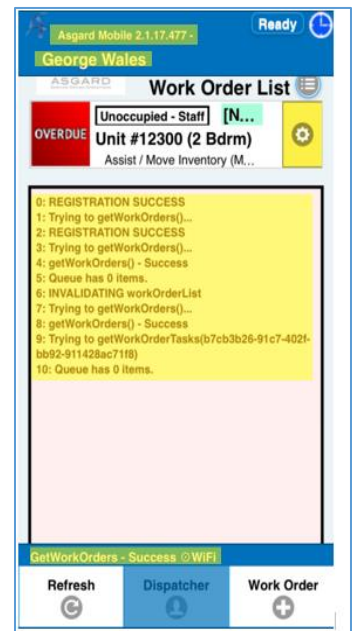 Asgard Mobile 2.1.17.477 -
Ready
George Wales
ASGARD
Work Order List
OVERDUE
Unoccupied - Staff
[N...
Unit #12300 (2 Bdrm)
Assist / Move Inventory (M...
0: REGISTRATION SUCCESS
1: Trying to getWorkOrders()...
2: REGISTRATION SUCCESS
3: Trying to getWorkOrders()...
4: getWorkOrders() - Success
5: Queue has 0 items.
6: INVALIDATING workOrderList
7: Trying to getWorkOrders()...
8: getWorkOrders() - Success
9: Trying to getWorkOrderTasks(b7cb3b26-91c7-402f-
bb92-911428ac71f8)
10: Queue has 0 items.
GetWorkOrders - Success WiFi
Refresh
Dispatcher
Work Order